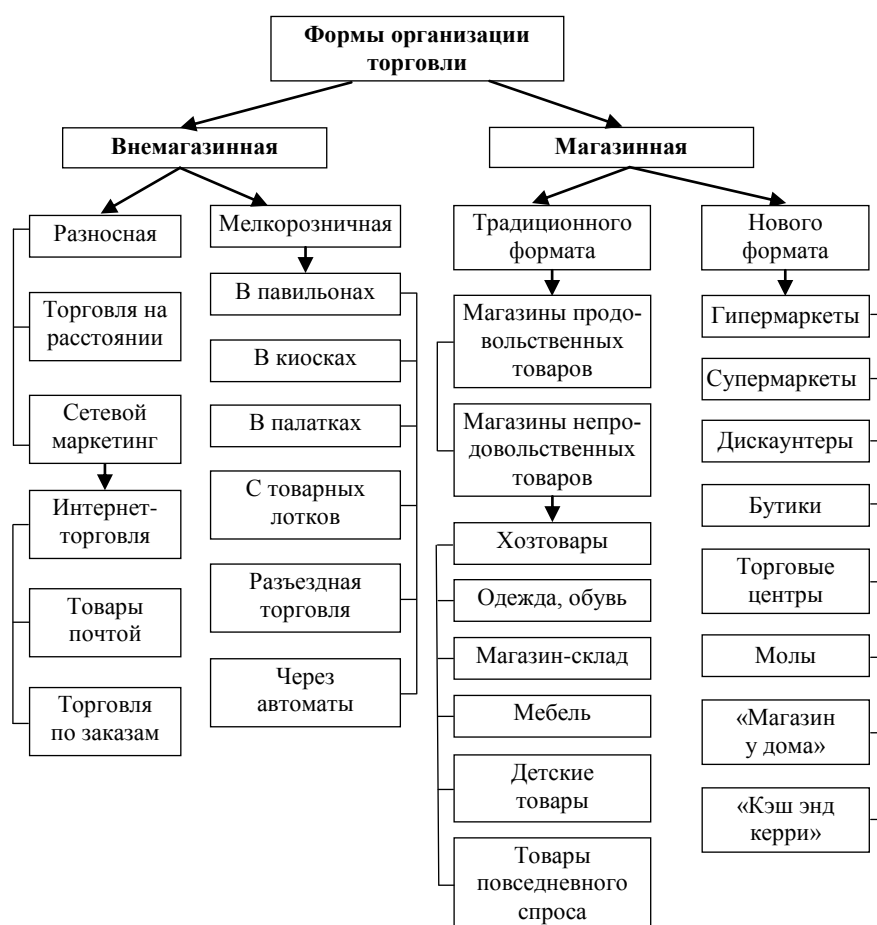 Формы организации
торговли
Внемагазинная
Магазинная
Разносная
Торговля на
расстоянии
Сетевой
маркетинг
Интернет-
торговля
Товары
почтой
Торговля
по заказам
Мелкорозничная
В павильонах
В киосках
В палатках
С товарных
лотков
Разъездная
торговля
Через
автоматы
Традиционного
формата
Магазины продо-
вольственных
товаров
Магазины непро-
довольственных
товаров
Хозтовары
Одежда, обувь
Магазин-склад
Мебель
Детские
товары
Товары
повседневного
спроса
Нового
формата
Гипермаркеты
Супермаркеты
Дискаунтеры
Бутики
Торговые
центры
Молы
«Магазин
у дома»
«Кэш энд
керри»